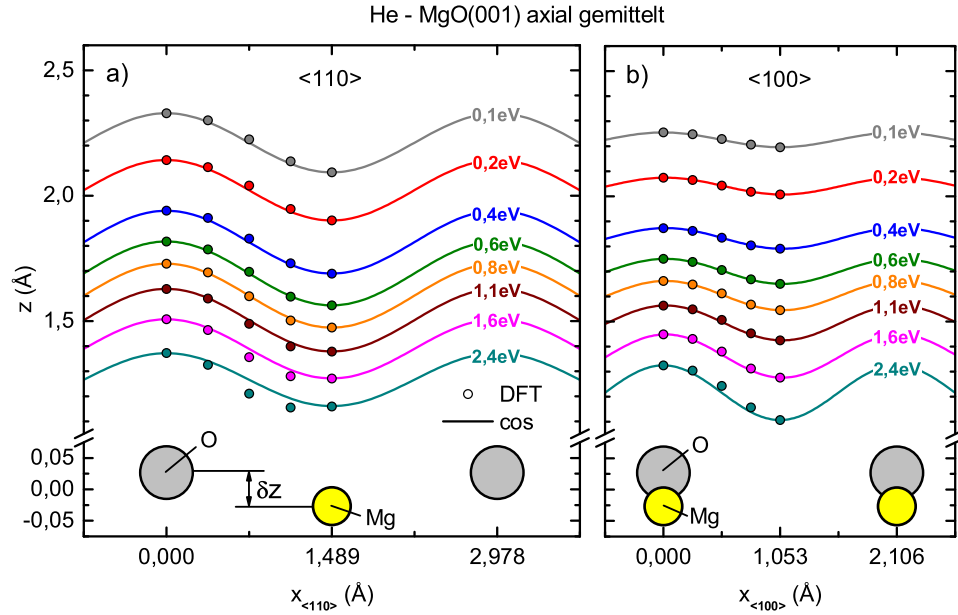 He - MgO(001) axial gemittelt
a)
<110>
b)
<100>
2,5
2,0
1,5
0,05
0,00
-0,05
z (Å)
0,1eV
0,2eV
0,4eV
0,6eV
0,8eV
1,1eV
1,6eV
2,4eV
DFT
cos
O
δz
Mg
0,000
1,489
2,978
x<110> (Å)
0,1eV
0,2eV
0,4eV
0,6eV
0,8eV
1,1eV
1,6eV
2,4eV
O
Mg
0,000
1,053
2,106
x<100> (Å)